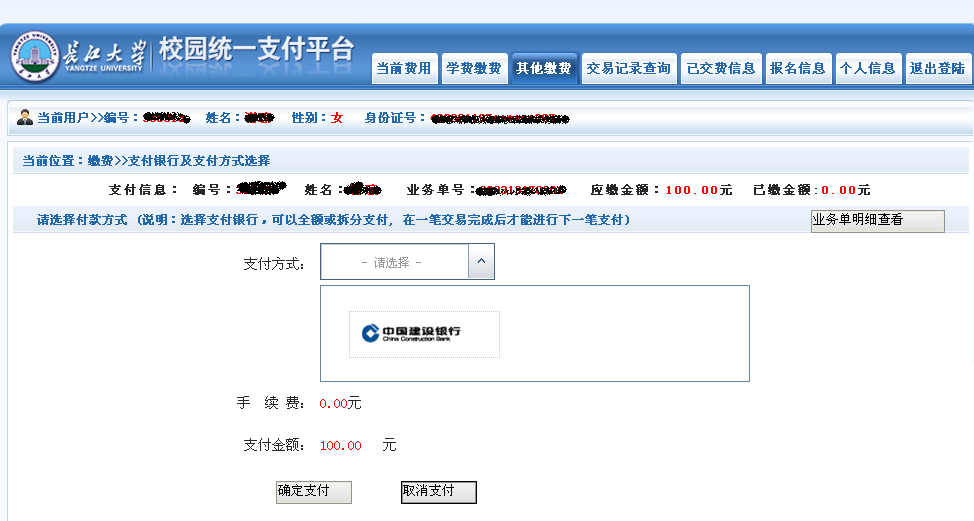 YANGTZE UNIVERSITY
长江大学
YANGTZE UNIVERSITY
校园统一支付平台
当前费用 学费缴费 其他缴费 交易记录查询 已交费信息 报名信息 个人信息 退出登陆
当前用户>>编号： 姓名： 性别：女 身份证号：
当前位置：缴费>>支付银行及支付方式选择
支付信息： 编号： 姓名： 业务单号： 应缴金额：100.00元 已缴金额:0.00元
请选择付款方式（说明：选择支付银行，可以全额或拆分支付, 在一笔交易完成后才能进行下一笔支付） 业务单明细查看
支付方式： - 请选择 -
中国建设银行
China Construction Bank
手 续 费： 0.00元
支付金额： 100.00 元
确定支付 取消支付